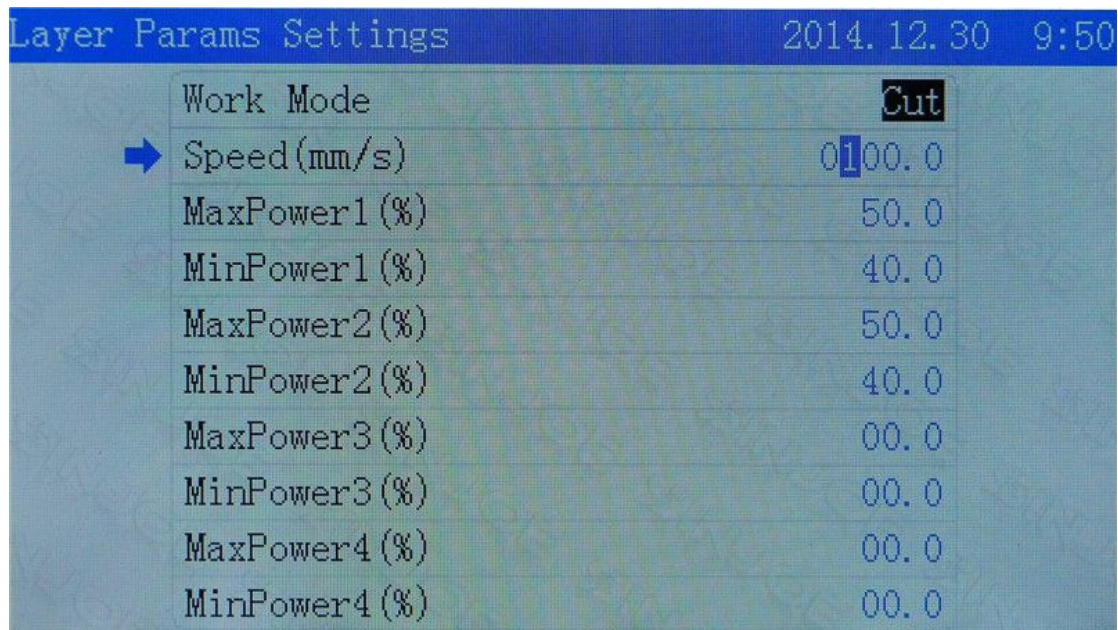 Layer Params Settings 2014.12.30 9:50
Work Mode Cut
Speed(mm/s) 0100.0
MaxPower1(%) 50.0
MinPower1(%) 40.0
MaxPower2(%) 50.0
MinPower2(%) 40.0
MaxPower3(%) 00.0
MinPower3(%) 00.0
MaxPower4(%) 00.0
MinPower4(%) 00.0